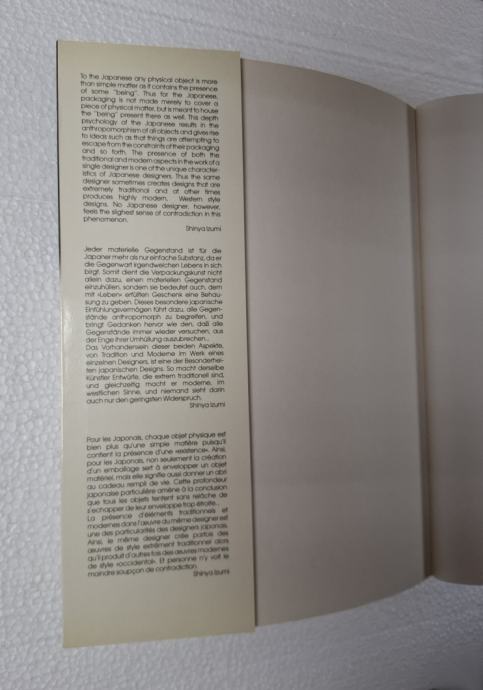 To the Japanese any physical object is more
than simple matter as it contains the presence
of some "being". Thus for the Japanese,
packaging is not made merely to cover a
piece of physical matter, but is meant to house
the "being" present there as well. This depth
psychology of the Japanese results in the
anthropomorphism of all objects and gives rise
to ideas such as that things are attempting to
escape from the constraints of their packaging
and so forth. The presence of both the
traditional and modern aspects in the work of a
single designer is one of the unique character-
istics of Japanese designers. Thus the same
designer sometimes creates designs that are
extremely traditional and at other times
produces highly modern, Western style
designs. No Japanese designer, however,
feels the slighest sense of contradiction in this
phenomenon.
Shinya Izumi
Jeder materielle Gegenstand ist für die
Japaner mehr als nur einfache Substanz, da er
die Gegenwart irgendwelchen Lebens in sich
birgt. Somit dient die Verpackungskunst nicht
allein dazu, einen materiellen Gegenstand
einzuhüllen, sondern sie bedeutet auch, dem
mit «Leben» erfüllten Geschenk eine Behau-
sung zu geben. Dieses besondere japanische
Einfühlungsvermögen führt dazu, alle Gegen-
stände anthropomorph zu begreifen, und
bringt Gedanken hervor wie den, daß alle
Gegenstände immer wieder versuchen, aus
der Enge ihrer Umhüllung auszubrechen...
Das Vorhandensein dieser beiden Aspekte,
von Tradition und Moderne im Werk eines
einzelnen Designers, ist eine der Besonderhei-
ten japanischen Designs. So macht derselbe
Künstler Entwürfe, die extrem traditionell sind,
und gleichzeitig macht er moderne, im
westlichen Sinne, und niemand sieht darin
auch nur den geringsten Widerspruch.
Shinya Izumi
Pour les Japonais, chaque objet physique est
bien plus qu'une simple matière puisqu'il
contient la présence d'une «existence». Ainsi,
pour les Japonais, non seulement la création
d'un emballage sert à envelopper un objet
matériel, mais elle signifie aussi donner un abri
au cadeau rempli de vie. Cette profondeur
japonaise particulière amène à la conclusion
que tous les objets tentent sans relâche de
s'échapper de leur enveloppe trop étroite...
La présence d'éléments traditionnels et
modernes dans l'œuvre du même designer est
une des particularités des designers japonais.
Ainsi, le même designer crée parfois des
œuvres de style extrêment traditionner alors
qu'il produit d'autres fois des œuvres modernes
de style «occidental». Et personne n'y voit le
moindre soupçon de contradiction.
Shinya Izumi